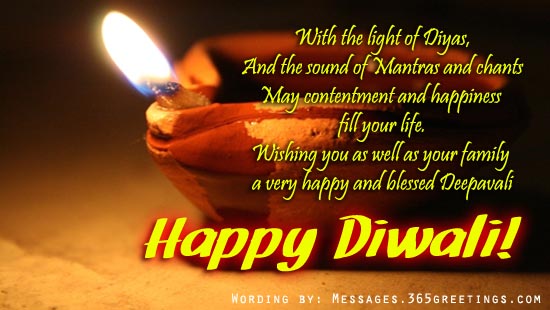 With the light of Diyas,
And the sound of Mantras and chants
May contentment and happiness
fill your life.
Wishing you as well as your family
a very happy and blessed Deepavali
Happy Diwali!
Wording by: Messages.365greetings.com